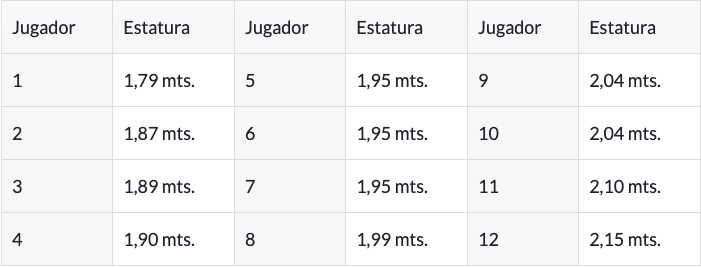 Jugador Estatura Jugador Estatura Jugador Estatura
1 1,79 mts. 5 1,95 mts. 9 2,04 mts.
2 1,87 mts. 6 1,95 mts. 10 2,04 mts.
3 1,89 mts. 7 1,95 mts. 11 2,10 mts.
4 1,90 mts. 8 1,99 mts. 12 2,15 mts.